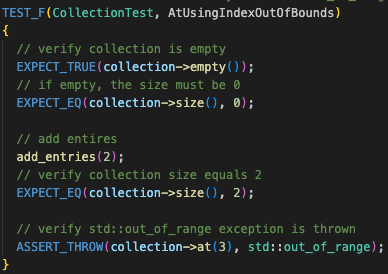 TEST_F(CollectionTest, AtUsingIndexOutOfBounds)
{
// verify collection is empty
EXPECT_TRUE(collection->empty());
// if empty, the size must be 0
EXPECT_EQ(collection->size(), 0);
// add entires
add_entries(2);
// verify collection size equals 2
EXPECT_EQ(collection->size(), 2);
// verify std::out_of_range exception is thrown
ASSERT_THROW(collection->at(3), std::out_of_range);
}